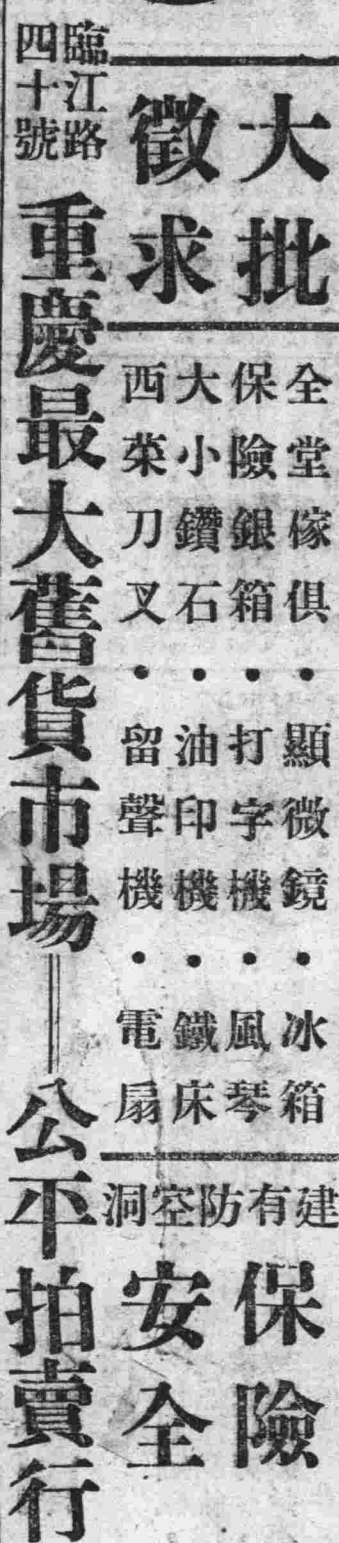 大批
徵求
全堂傢俱·顯微鏡·冰箱
保險銀箱·打字機·風琴
大小鑽石·油印機·鐵床
西菜刀叉·留聲機·電扇
建有防空洞
保險
安全
臨江路
四十號
重慶最大舊貨市場——公平拍賣行